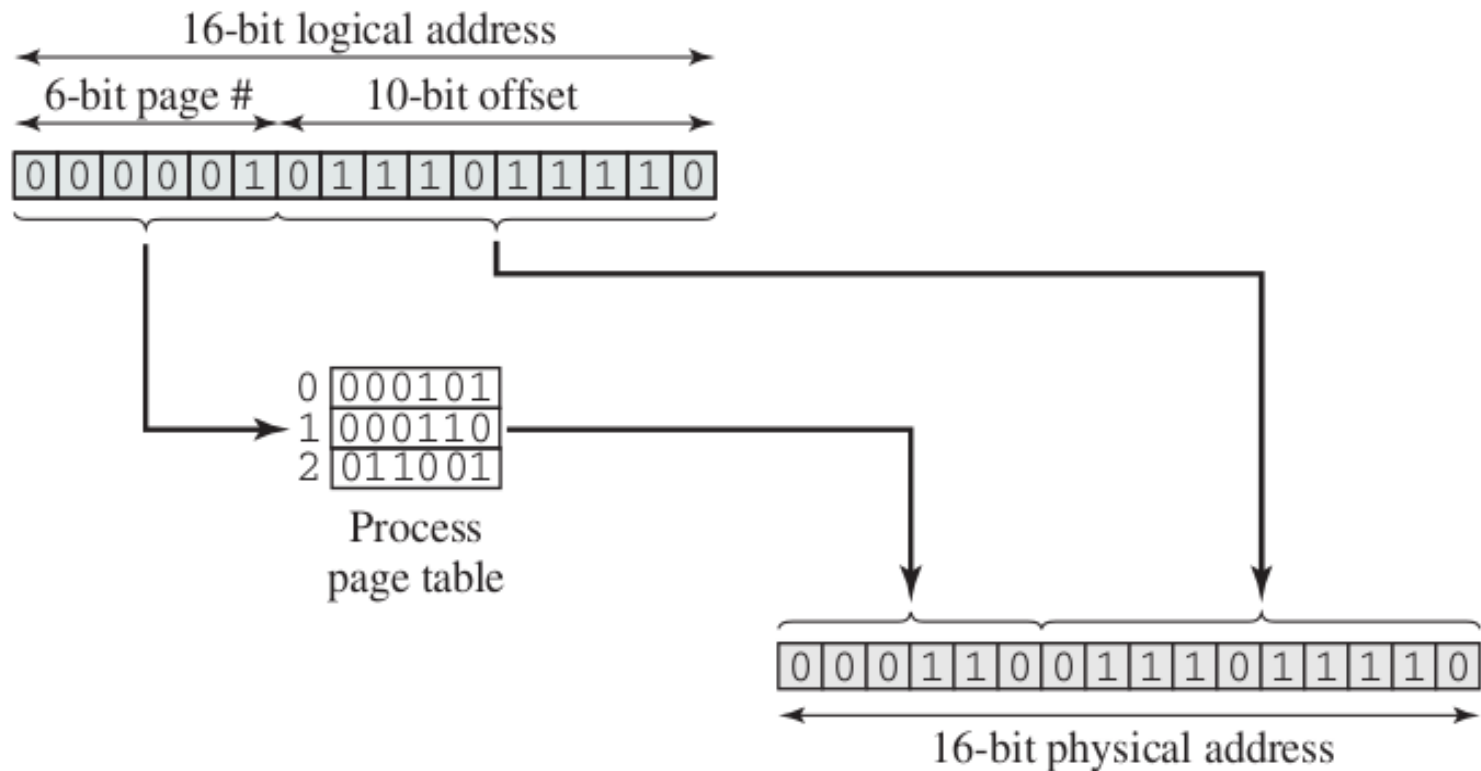 16-bit logical address
6-bit page # 10-bit offset
0 0 0 0 0 1 0 1 1 1 0 1 1 1 1 0
0 000101
1 000110
2 011001
Process
page table
0 0 0 1 1 0 0 1 1 1 0 1 1 1 1 0
16-bit physical address